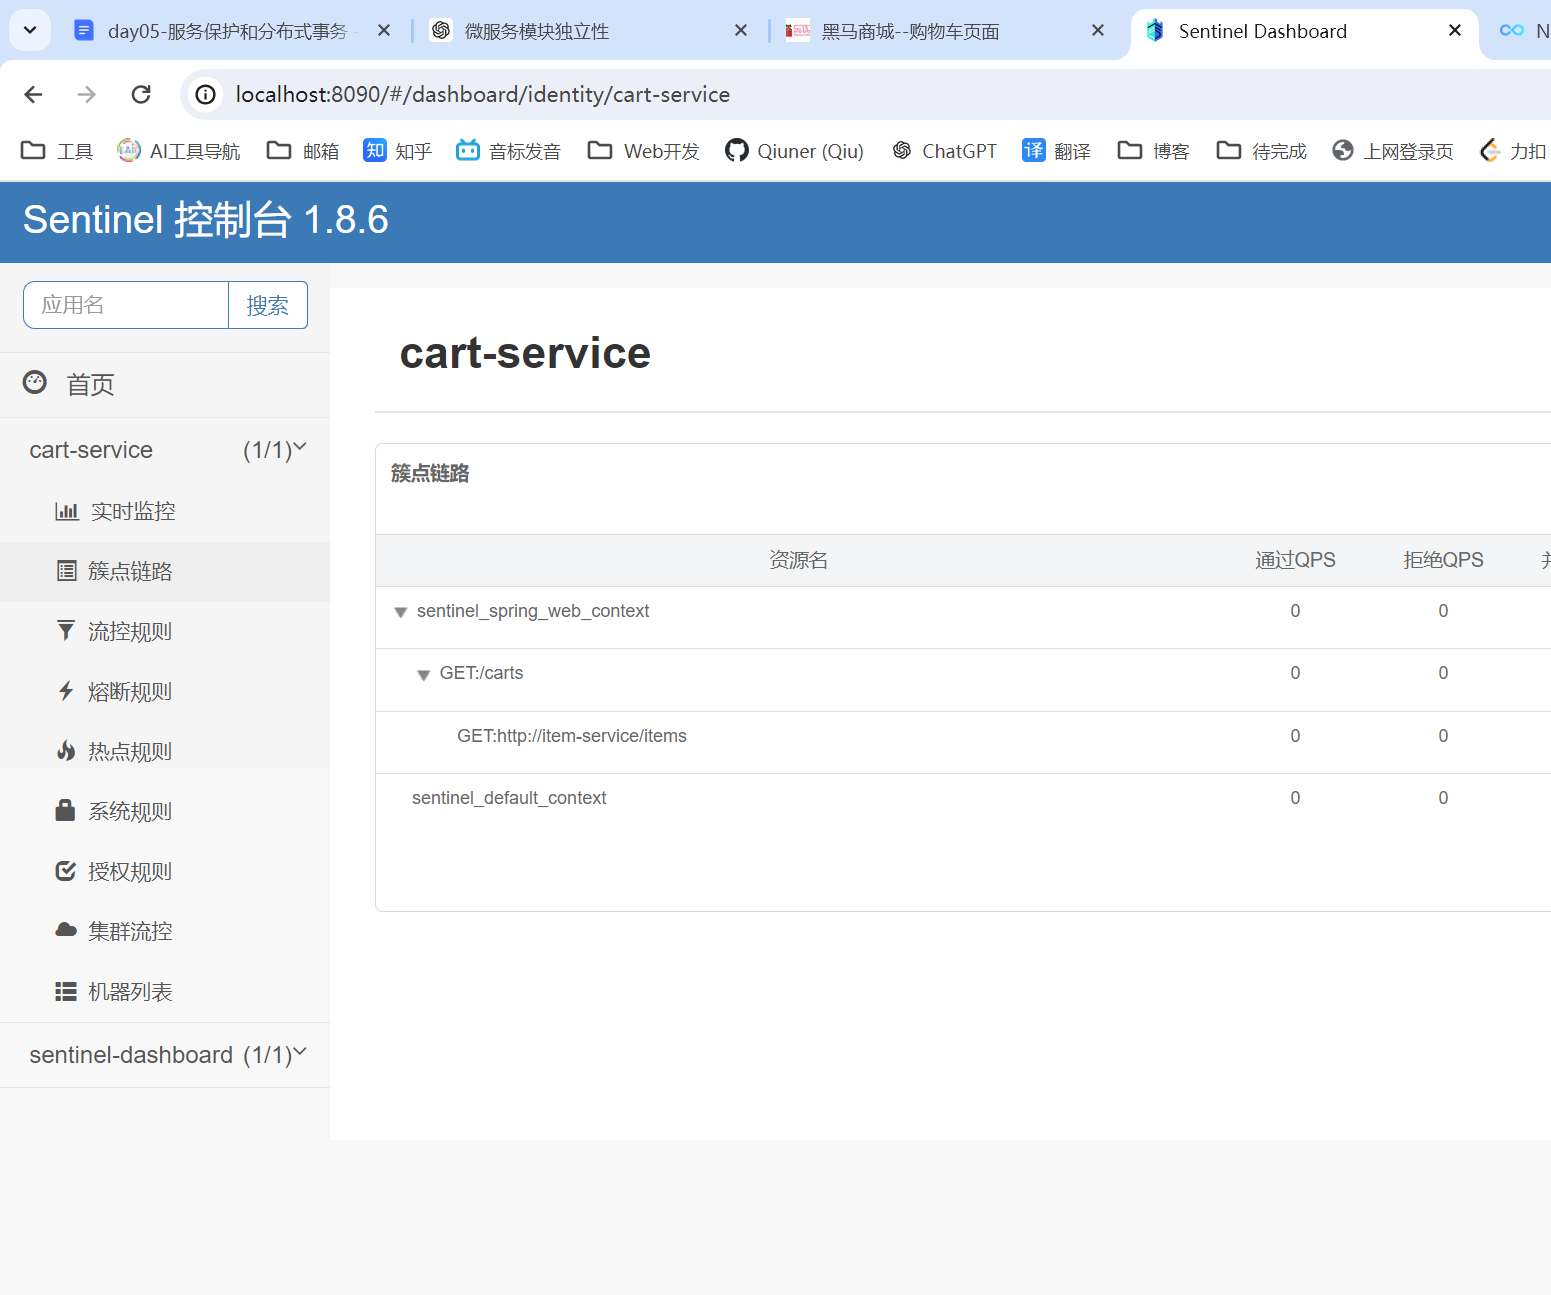 day05-服务保护和分布式事务
微服务模块独立性
黑马商城--购物车页面
Sentinel Dashboard
N
localhost:8090/#/dashboard/identity/cart-service
工具
AI工具导航
邮箱
知 知乎
音标发音
Web开发
Qiuner (Qiu)
ChatGPT
译 翻译
博客
待完成
上网登录页
力扣
Sentinel 控制台 1.8.6
应用名 搜索
首页
cart-service (1/1)
实时监控
簇点链路
流控规则
熔断规则
热点规则
系统规则
授权规则
集群流控
机器列表
sentinel-dashboard (1/1)
cart-service
簇点链路
资源名 通过QPS 拒绝QPS
sentinel_spring_web_context 0 0
GET:/carts 0 0
GET:http://item-service/items 0 0
sentinel_default_context 0 0